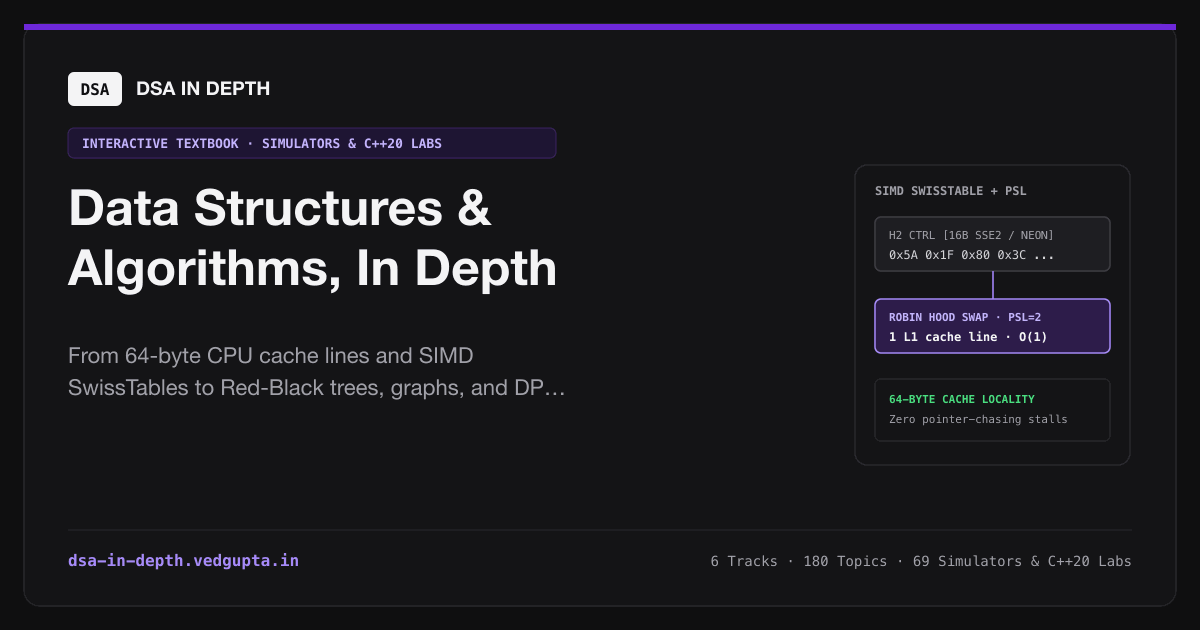 DSA
DSA IN DEPTH
INTERACTIVE TEXTBOOK · SIMULATORS & C++20 LABS
Data Structures &
Algorithms, In Depth
From 64-byte CPU cache lines and SIMD
SwissTables to Red-Black trees, graphs, and DP…
SIMD SWISSTABLE + PSL
H2 CTRL [16B SSE2 / NEON]
0x5A 0x1F 0x80 0x3C ...
ROBIN HOOD SWAP · PSL=2
1 L1 cache line · O(1)
64-BYTE CACHE LOCALITY
Zero pointer-chasing stalls
dsa-in-depth.vedgupta.in
6 Tracks · 180 Topics · 69 Simulators & C++20 Labs